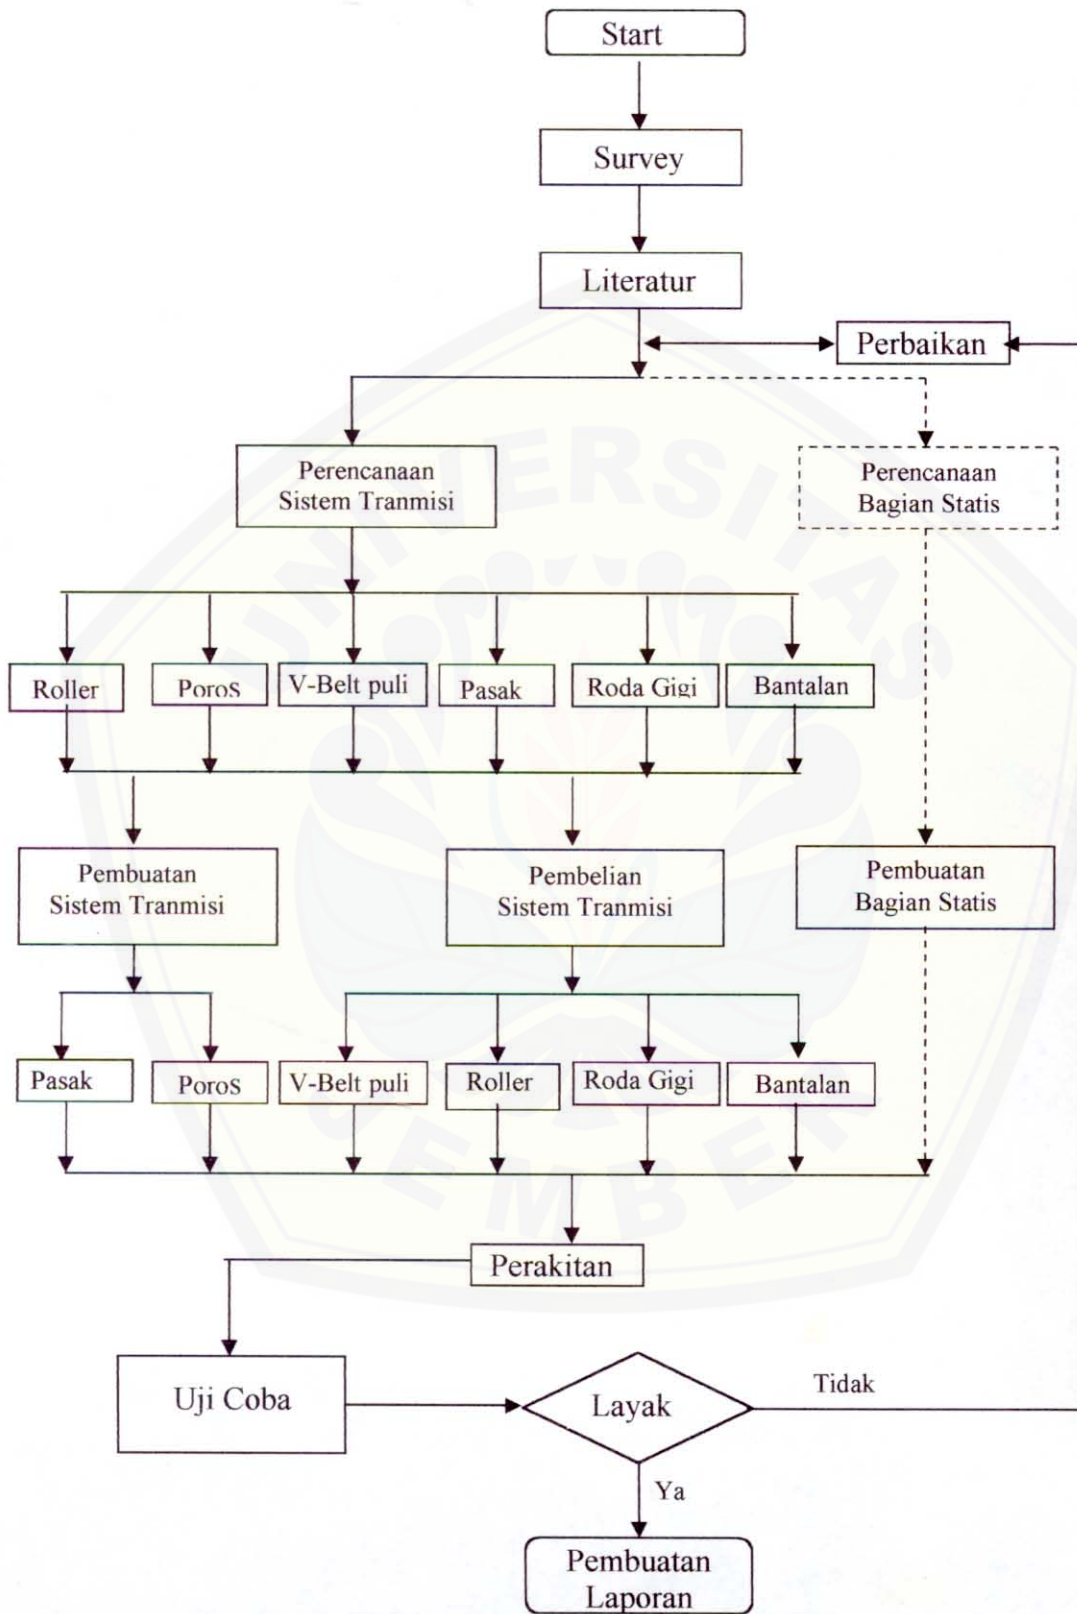 Start
Survey
Literatur
Perbaikan
Perencanaan
Sistem Tranmisi
Perencanaan
Bagian Statis
Roller
Poros
V-Belt puli
Pasak
Roda Gigi
Bantalan
Pembuatan
Sistem Tranmisi
Pembelian
Sistem Tranmisi
Pembuatan
Bagian Statis
Pasak
Poros
V-Belt puli
Roller
Roda Gigi
Bantalan
Perakitan
Uji Coba
Layak
Tidak
Ya
Pembuatan
Laporan
UNIVERSITAS
JEMBER